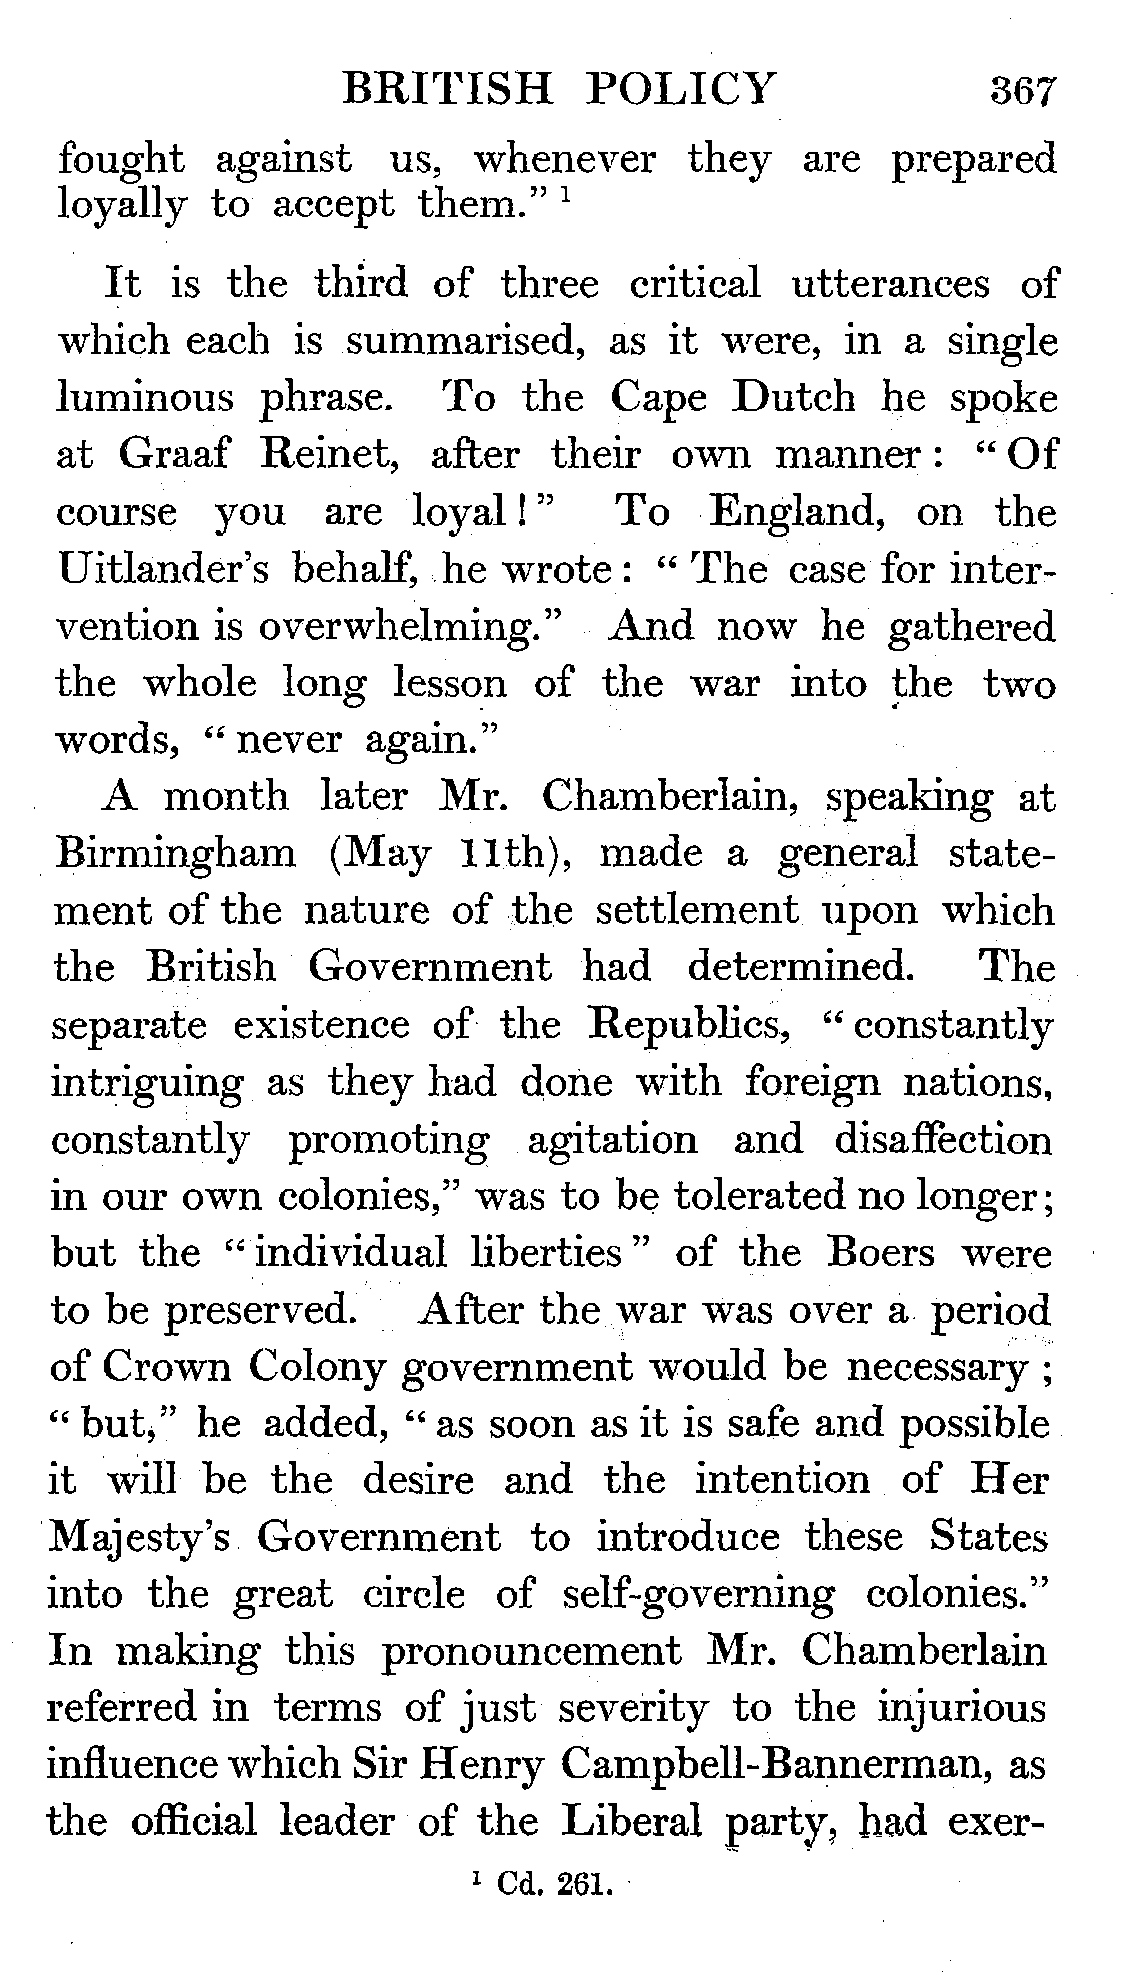 BRITISH POLICY 367
fought against us, whenever they are prepared
loyally to accept them." ¹
It is the third of three critical utterances of
which each is summarised, as it were, in a single
luminous phrase. To the Cape Dutch he spoke
at Graaf Reinet, after their own manner : " Of
course you are loyal ! " To England, on the
Uitlander's behalf, he wrote : " The case for inter-
vention is overwhelming." And now he gathered
the whole long lesson of the war into the two
words, " never again."
A month later Mr. Chamberlain, speaking at
Birmingham (May 11th), made a general state-
ment of the nature of the settlement upon which
the British Government had determined. The
separate existence of the Republics, " constantly
intriguing as they had done with foreign nations,
constantly promoting agitation and disaffection
in our own colonies," was to be tolerated no longer;
but the " individual liberties " of the Boers were
to be preserved. After the war was over a period
of Crown Colony government would be necessary ;
" but," he added, " as soon as it is safe and possible
it will be the desire and the intention of Her
Majesty's Government to introduce these States
into the great circle of self-governing colonies."
In making this pronouncement Mr. Chamberlain
referred in terms of just severity to the injurious
influence which Sir Henry Campbell-Bannerman, as
the official leader of the Liberal party, had exer-
¹ Cd. 261.